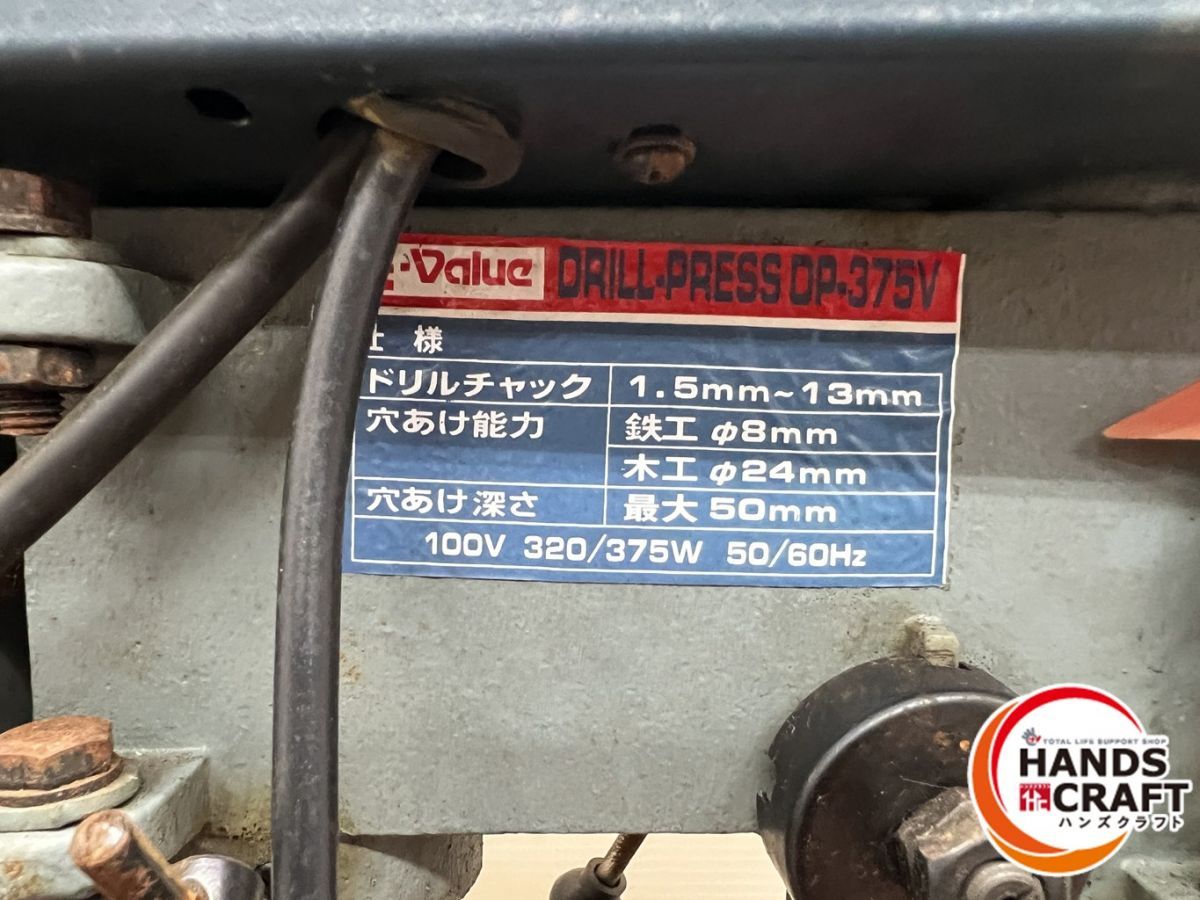 -Value DRILL-PRESS DP-375V
仕様
ドリルチャック 1.5mm~13mm
穴あけ能力 鉄工 φ8mm
木工 φ24mm
穴あけ深さ 最大 50mm
100V 320/375W 50/60Hz
TOTAL LIFE SUPPORT SHOP
HANDS
CRAFT
ハンズクラフト